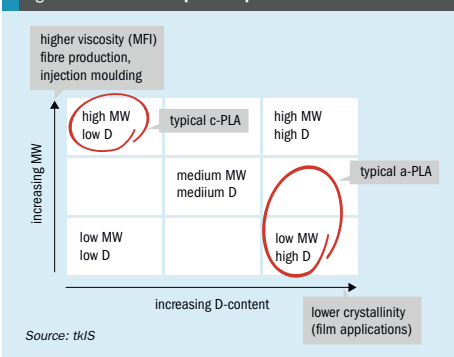 higher viscosity (MFI)
fibre production,
injection moulding
high MW
low D
typical c-PLA
high MW
high D
medium MW
mediium D
typical a-PLA
low MW
low D
low MW
high D
increasing MW
increasing D-content
lower crystallinity
(film applications)
Source: tkIS